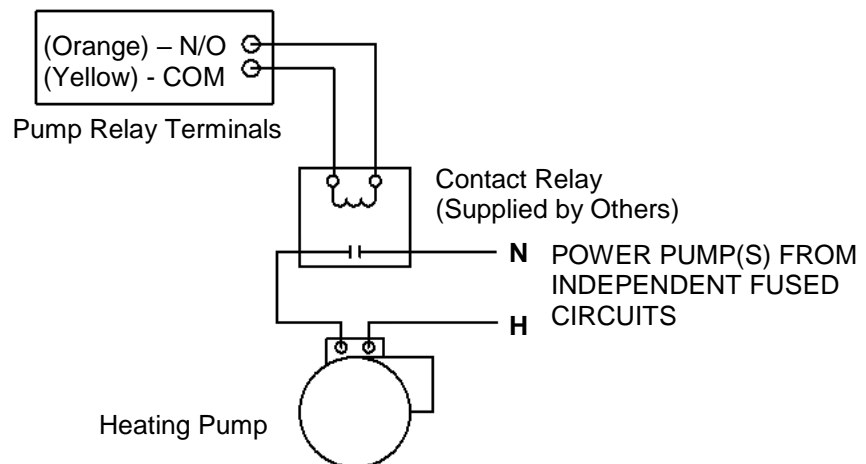 (Orange) – N/O
(Yellow) - COM
Pump Relay Terminals
Contact Relay
(Supplied by Others)
N
POWER PUMP(S) FROM
INDEPENDENT FUSED
CIRCUITS
H
Heating Pump